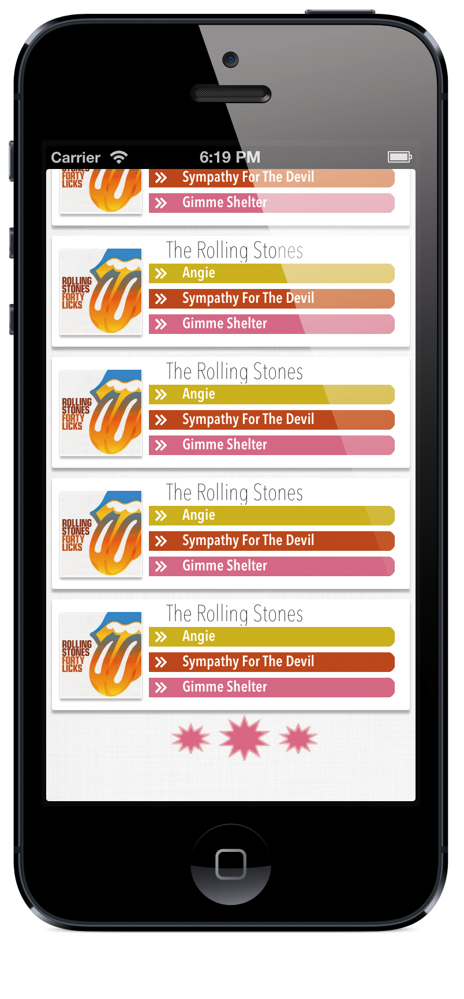 Carrier 6:19 PM
STONES
FORTY
LICKS
Sympathy For The Devil
Gimme Shelter
The Rolling Stones
ROLLING
STONES
FORTY
LICKS
Angie
Sympathy For The Devil
Gimme Shelter
The Rolling Stones
ROLLING
STONES
FORTY
LICKS
Angie
Sympathy For The Devil
Gimme Shelter
The Rolling Stones
ROLLING
STONES
FORTY
LICKS
Angie
Sympathy For The Devil
Gimme Shelter
The Rolling Stones
ROLLING
STONES
FORTY
LICKS
Angie
Sympathy For The Devil
Gimme Shelter